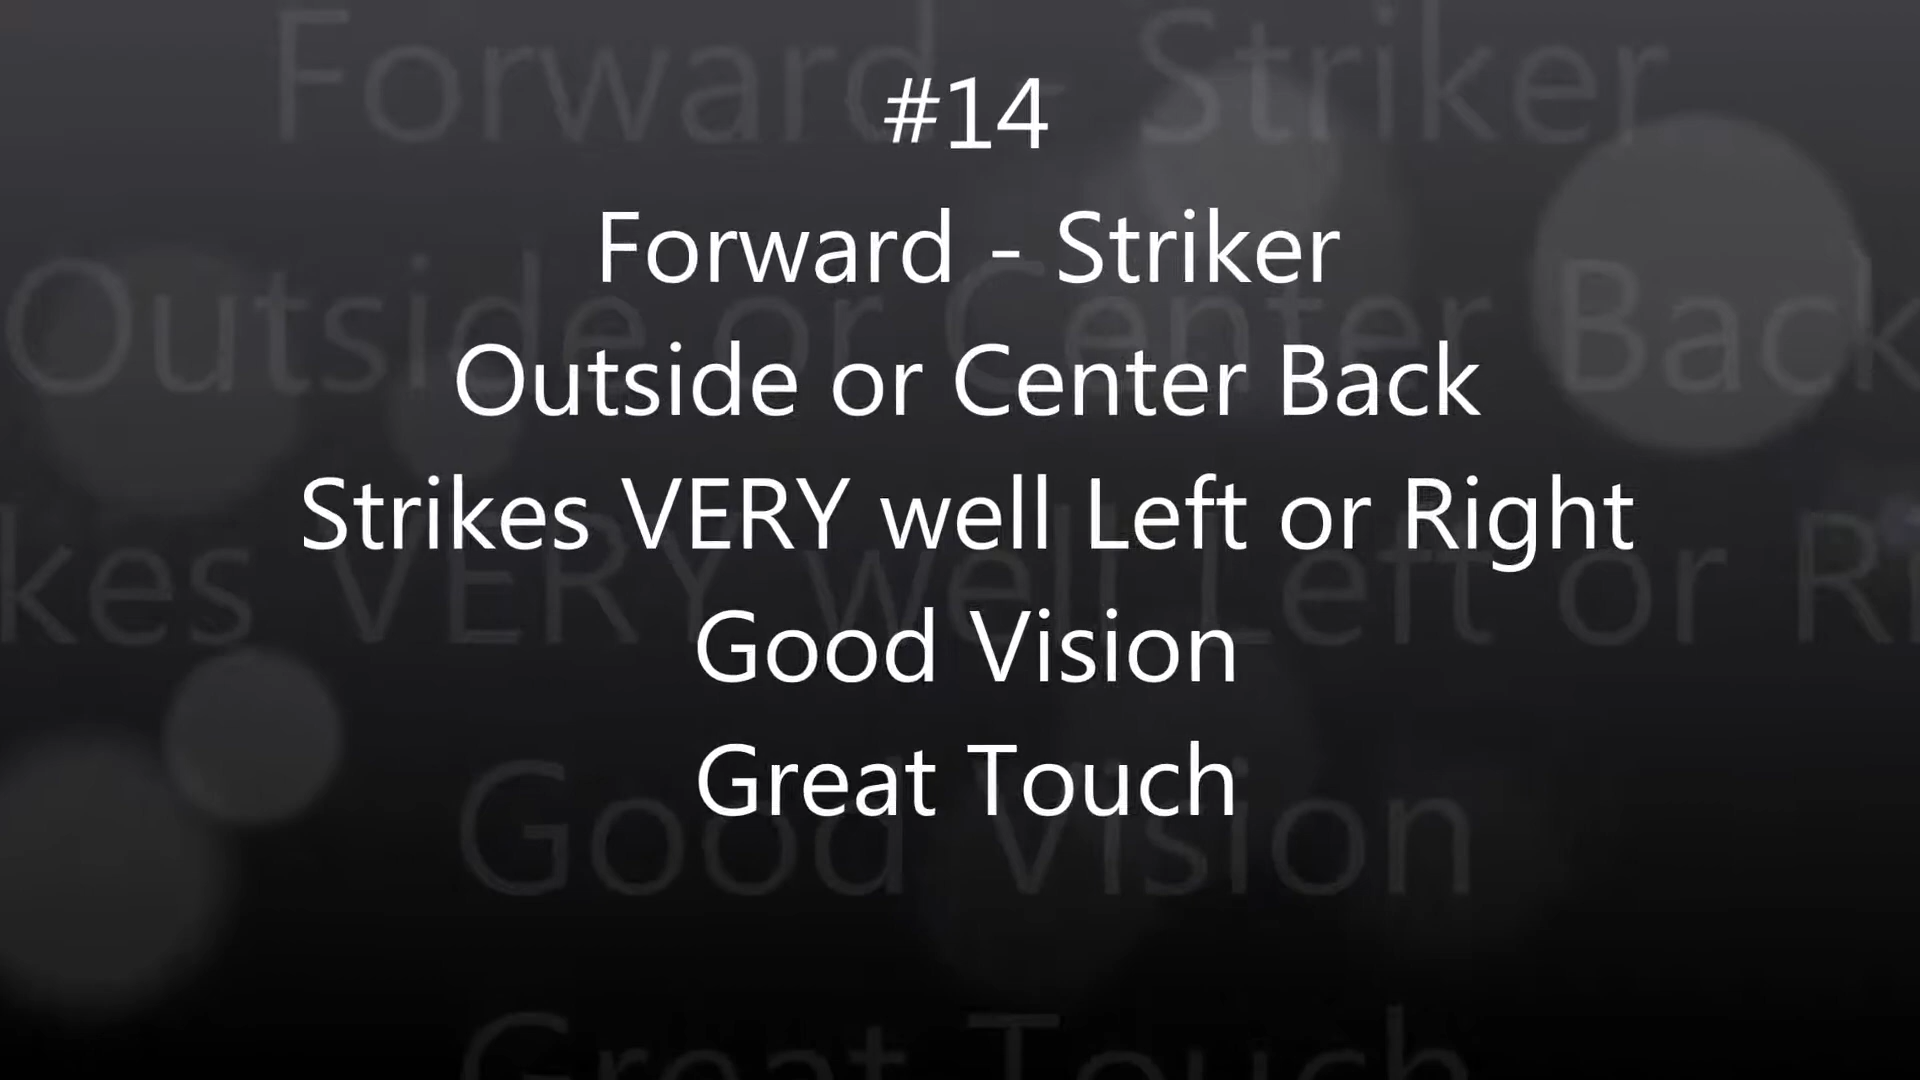 #14
Forward - Striker
Outside or Center Back
Strikes VERY well Left or Right
Good Vision
Great Touch